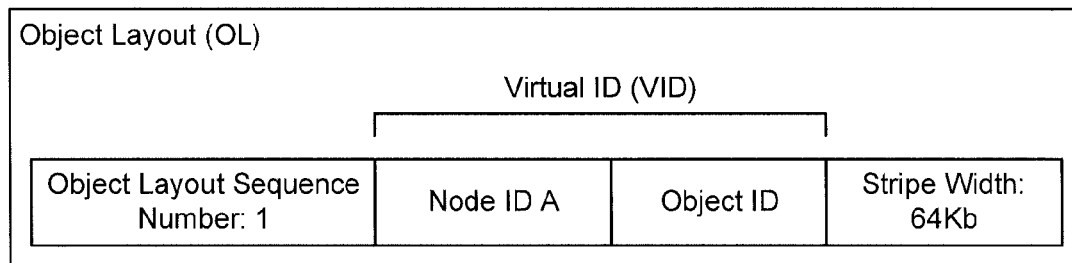 Object Layout (OL)
Virtual ID (VID)
Object Layout Sequence
Number: 1
Node ID A
Object ID
Stripe Width:
64Kb